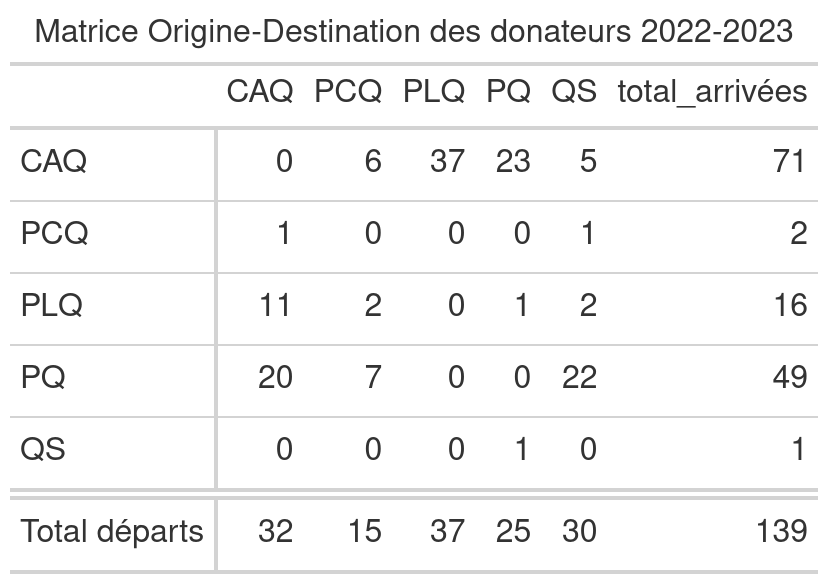 Matrice Origine-Destination des donateurs 2022-2023
CAQ PCQ PLQ PQ QS total_arrivées
CAQ 0 6 37 23 5 71
PCQ 1 0 0 0 1 2
PLQ 11 2 0 1 2 16
PQ 20 7 0 0 22 49
QS 0 0 0 1 0 1
Total départs 32 15 37 25 30 139